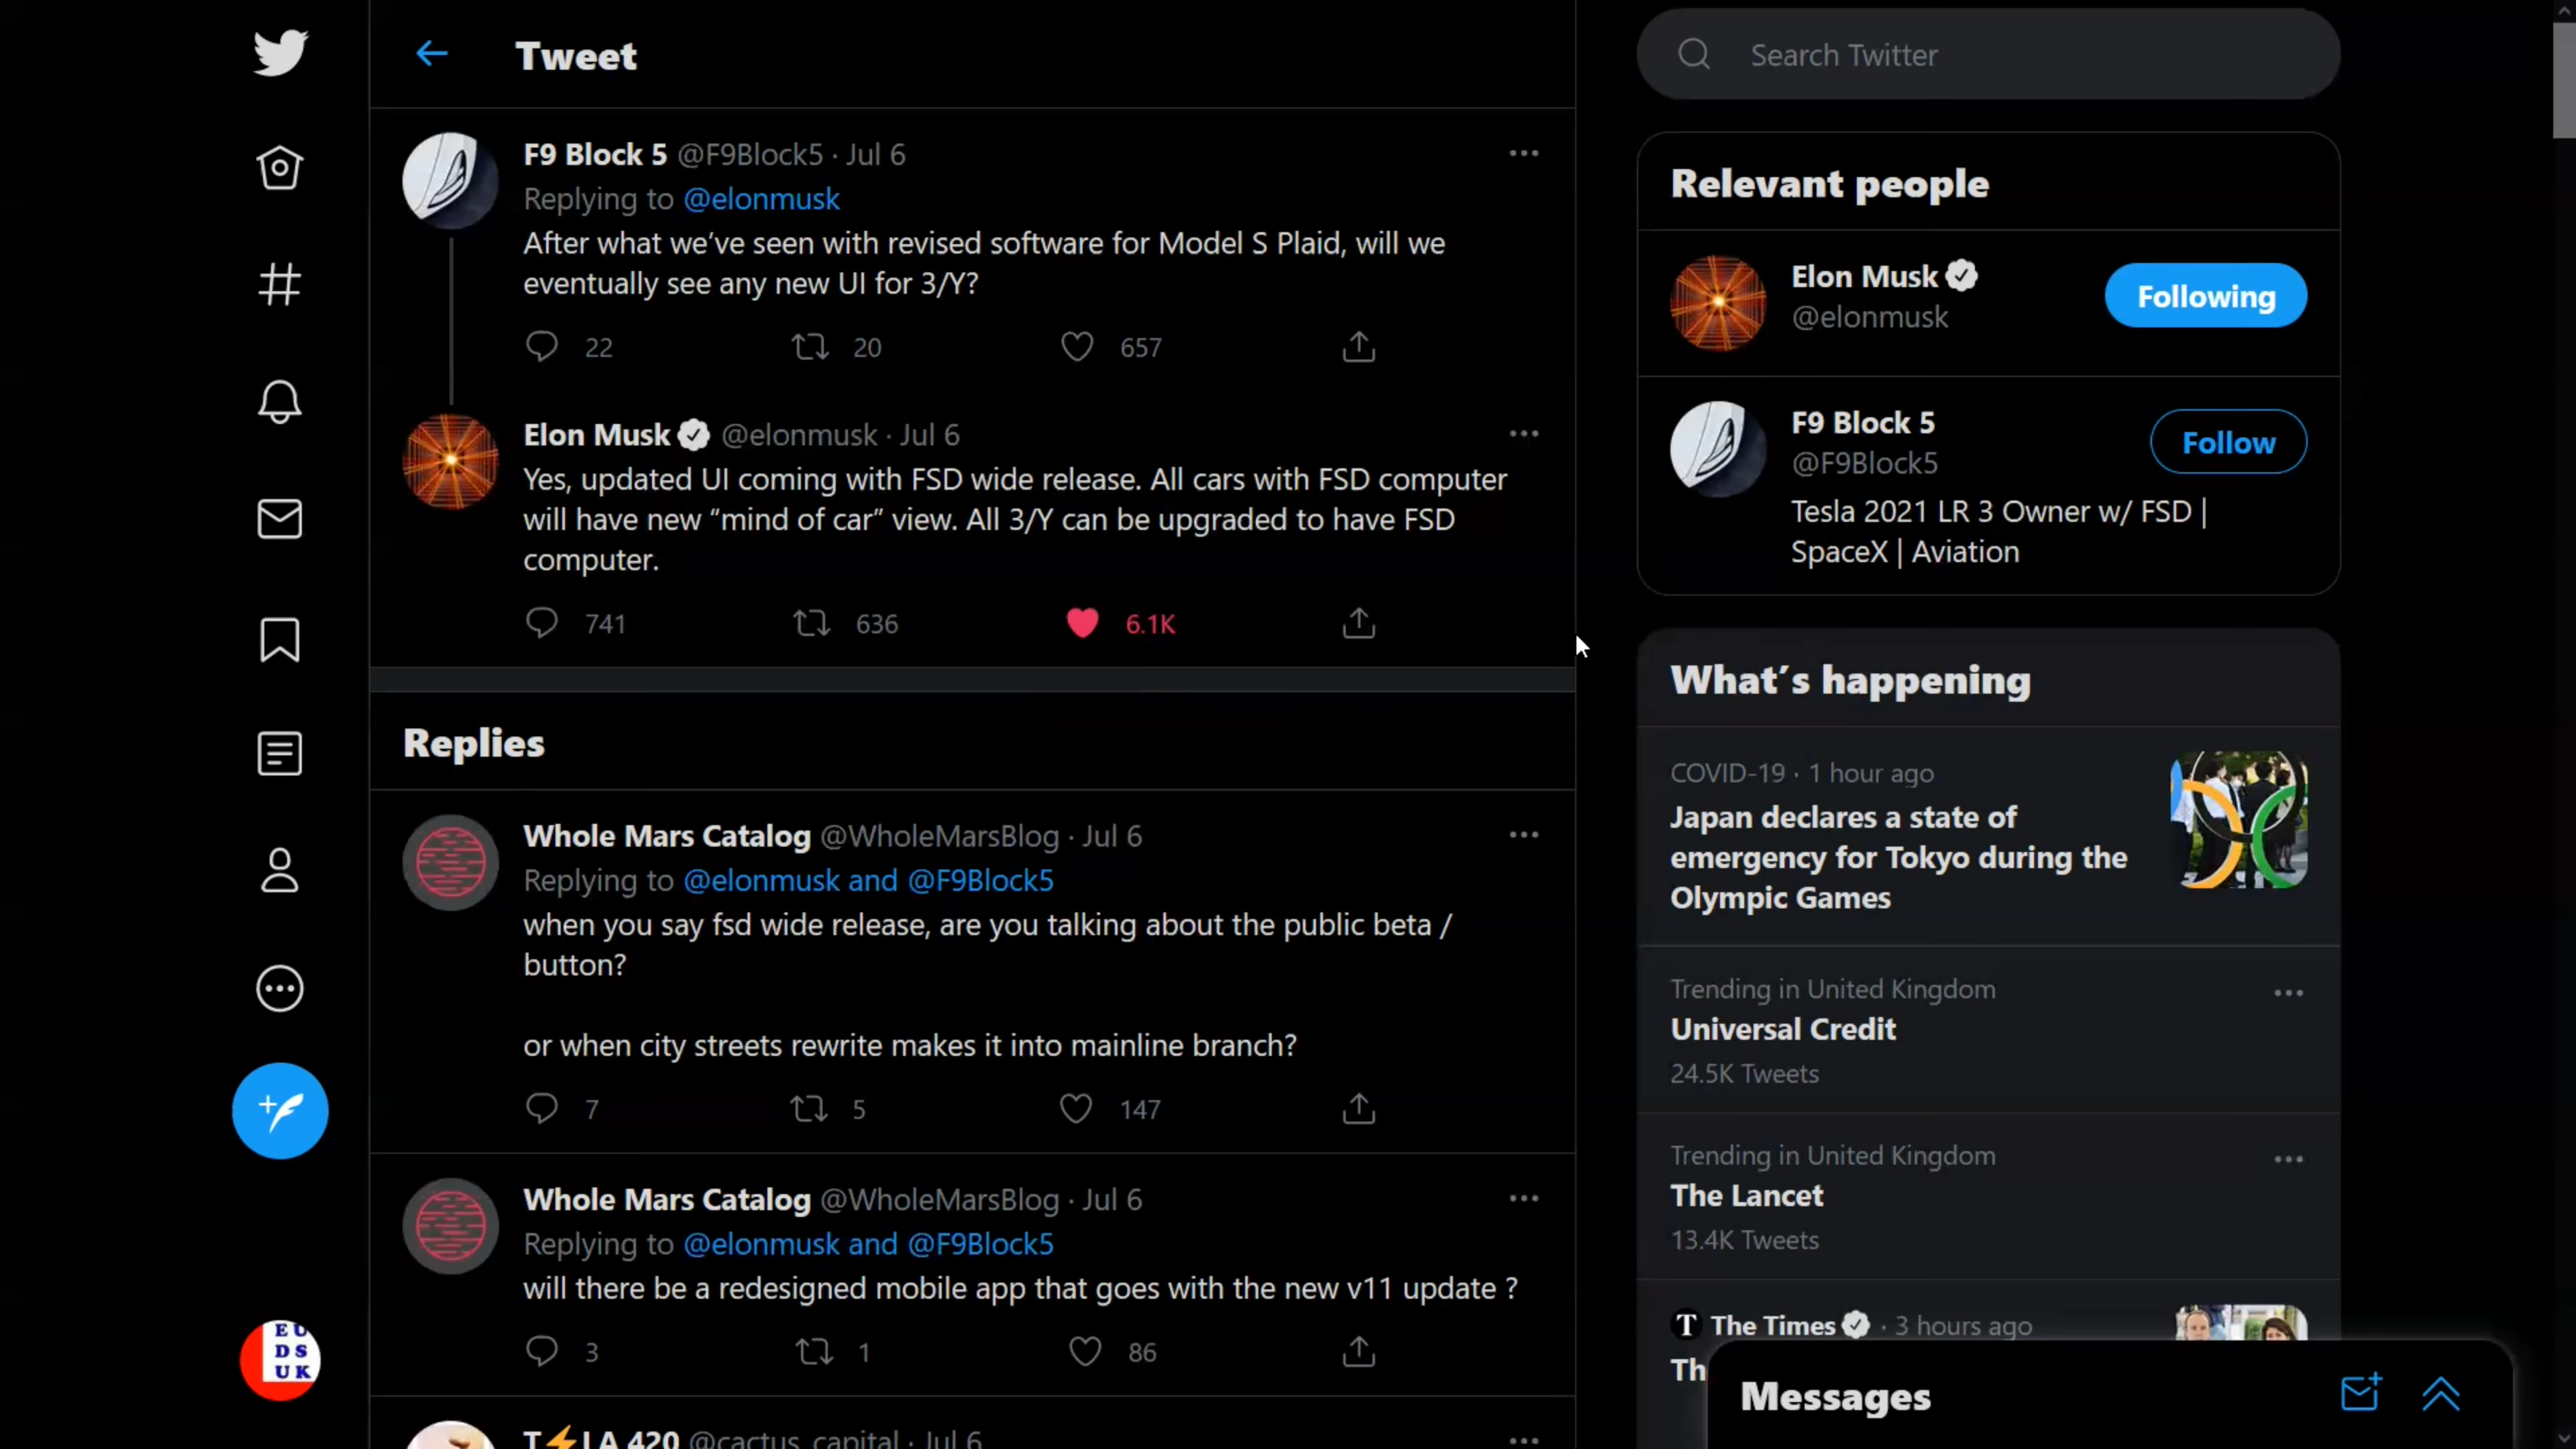 Tweet
F9 Block 5 @F9Block5 · Jul 6
Replying to @elonmusk
After what we've seen with revised software for Model S Plaid, will we
eventually see any new UI for 3/Y?
22 20 657
Elon Musk @elonmusk · Jul 6
Yes, updated UI coming with FSD wide release. All cars with FSD computer
will have new “mind of car” view. All 3/Y can be upgraded to have FSD
computer.
741 636 6.1K
Replies
Whole Mars Catalog @WholeMarsBlog · Jul 6
Replying to @elonmusk and @F9Block5
when you say fsd wide release, are you talking about the public beta /
button?
or when city streets rewrite makes it into mainline branch?
7 5 147
Whole Mars Catalog @WholeMarsBlog · Jul 6
Replying to @elonmusk and @F9Block5
will there be a redesigned mobile app that goes with the new v11 update ?
3 1 86
T⚡LA 420 @cactus_capital · Jul 6
Search Twitter
Relevant people
Elon Musk
@elonmusk
Following
F9 Block 5
@F9Block5
Follow
Tesla 2021 LR 3 Owner w/ FSD |
SpaceX | Aviation
What's happening
COVID-19 · 1 hour ago
Japan declares a state of
emergency for Tokyo during the
Olympic Games
Trending in United Kingdom
Universal Credit
24.5K Tweets
Trending in United Kingdom
The Lancet
13.4K Tweets
T The Times · 3 hours ago
Th
Messages
EU
DS
UK